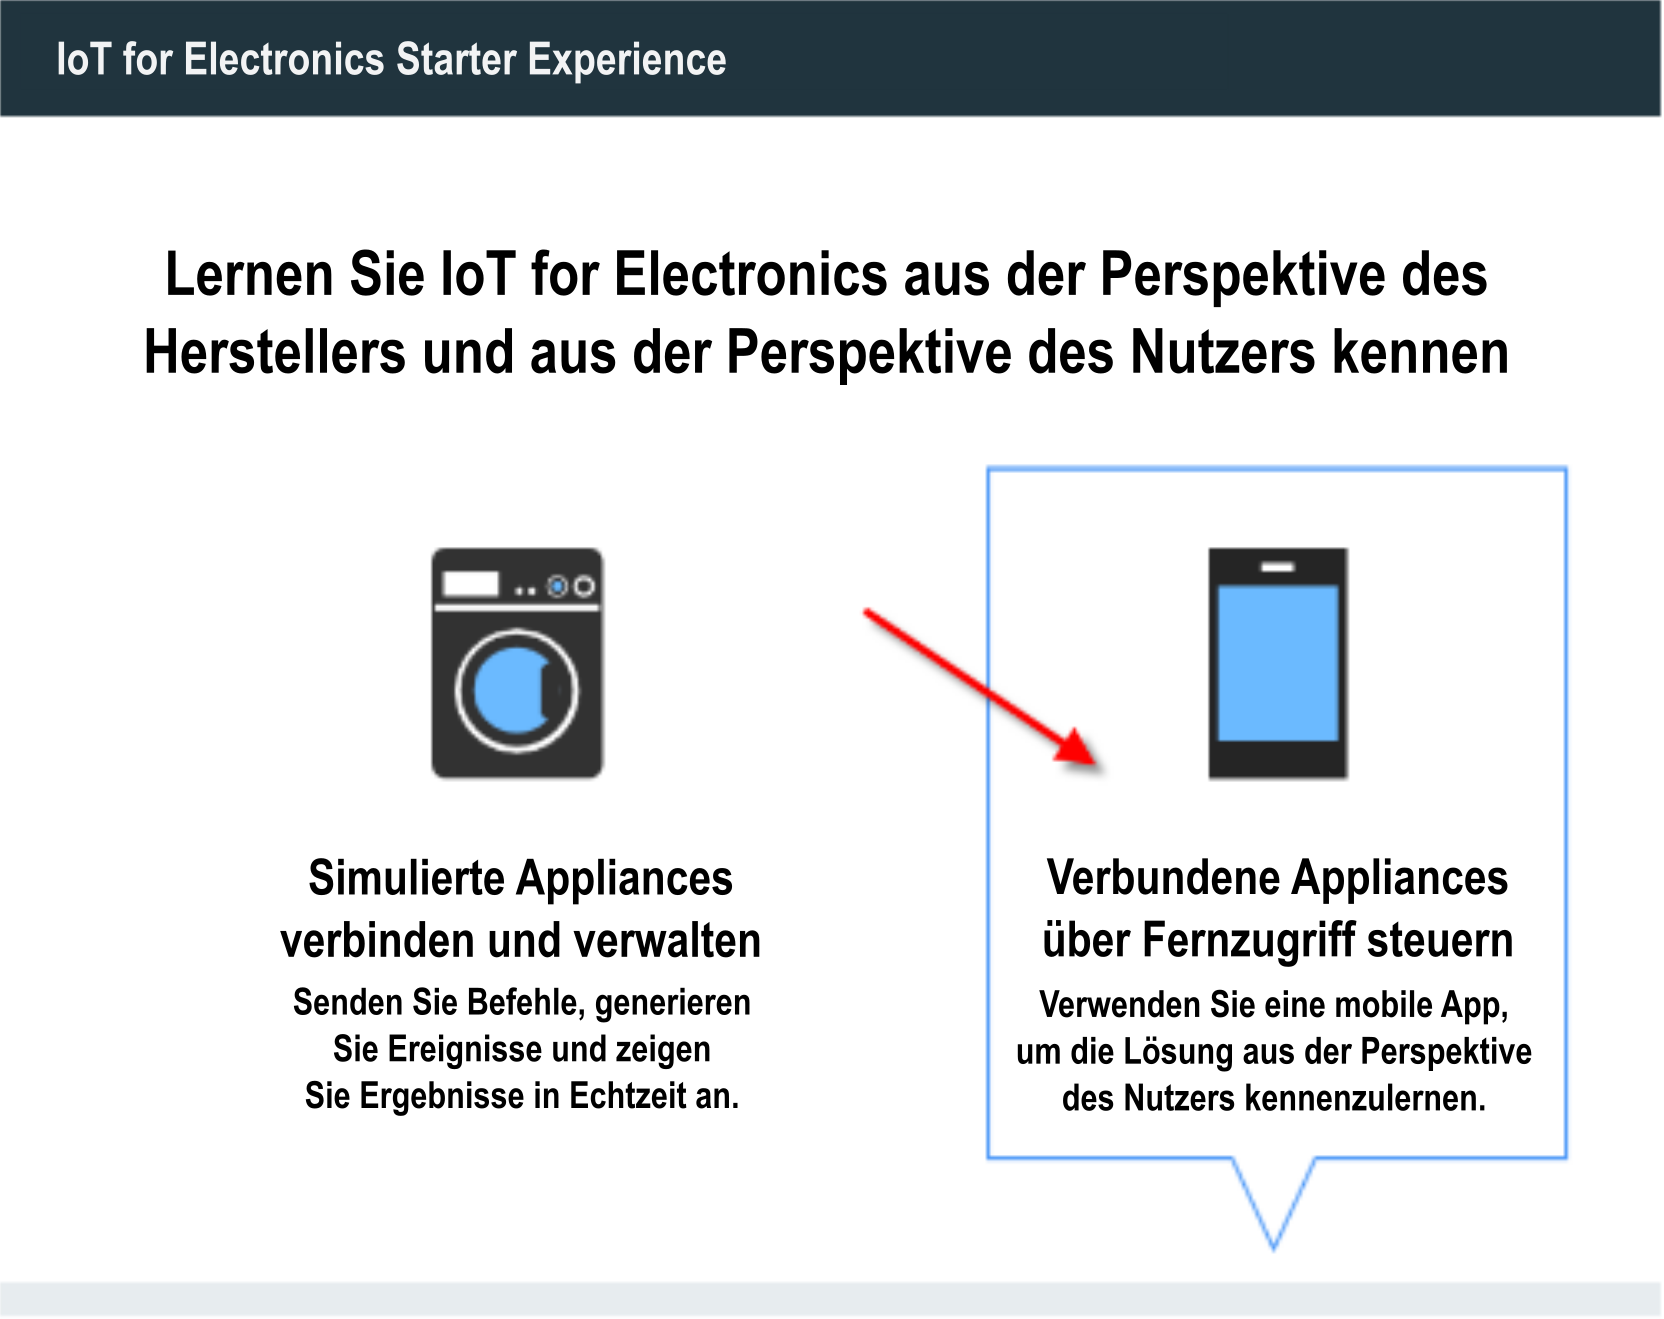 IoT for Electronics Starter Experience
Lernen Sie IoT for Electronics aus der Perspektive des
Herstellers und aus der Perspektive des Nutzers kennen
Simulierte Appliances
verbinden und verwalten
Senden Sie Befehle, generieren
Sie Ereignisse und zeigen
Sie Ergebnisse in Echtzeit an.
Verbundene Appliances
über Fernzugriff steuern
Verwenden Sie eine mobile App,
um die Lösung aus der Perspektive
des Nutzers kennenzulernen.